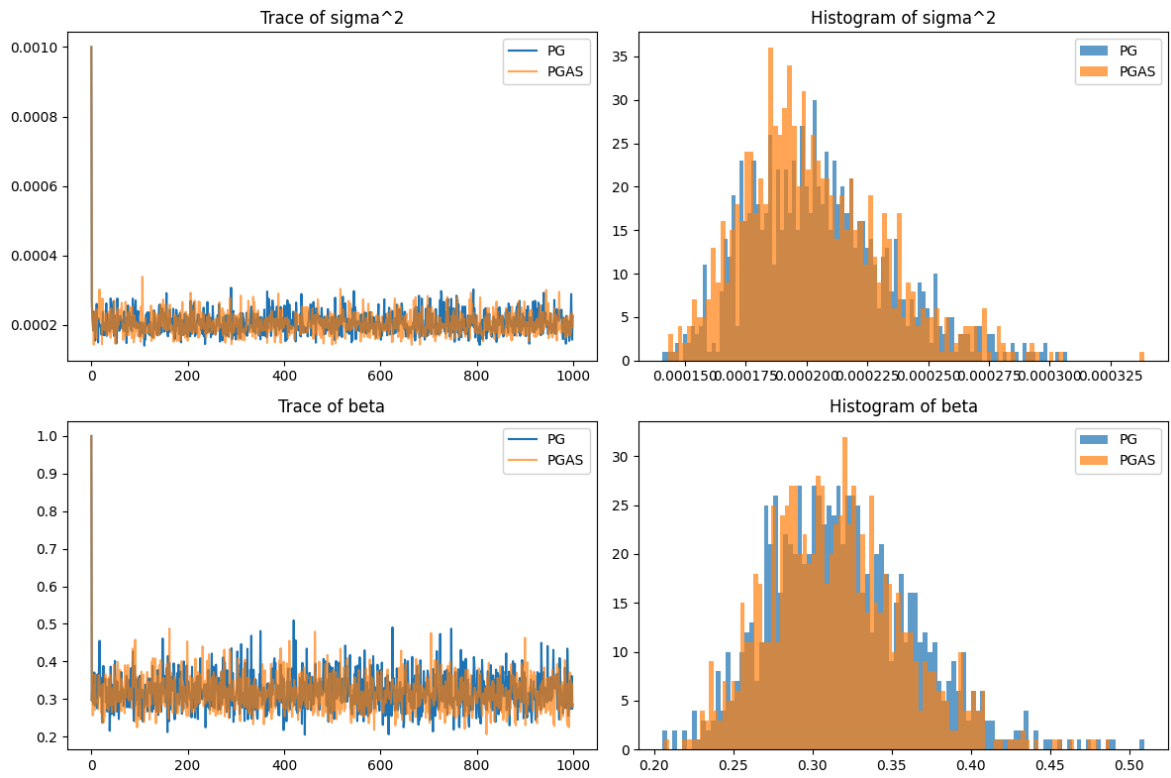 Trace of sigma^2
0.0010
0.0008
0.0006
0.0004
0.0002
0 200 400 600 800 1000
PG
PGAS
Histogram of sigma^2
35
30
25
20
15
10
5
0
0.000150 0.000175 0.000200 0.000225 0.000250 0.000275 0.000300 0.000325
PG
PGAS
Trace of beta
1.0
0.9
0.8
0.7
0.6
0.5
0.4
0.3
0.2
0 200 400 600 800 1000
PG
PGAS
Histogram of beta
30
25
20
15
10
5
0
0.20 0.25 0.30 0.35 0.40 0.45 0.50
PG
PGAS